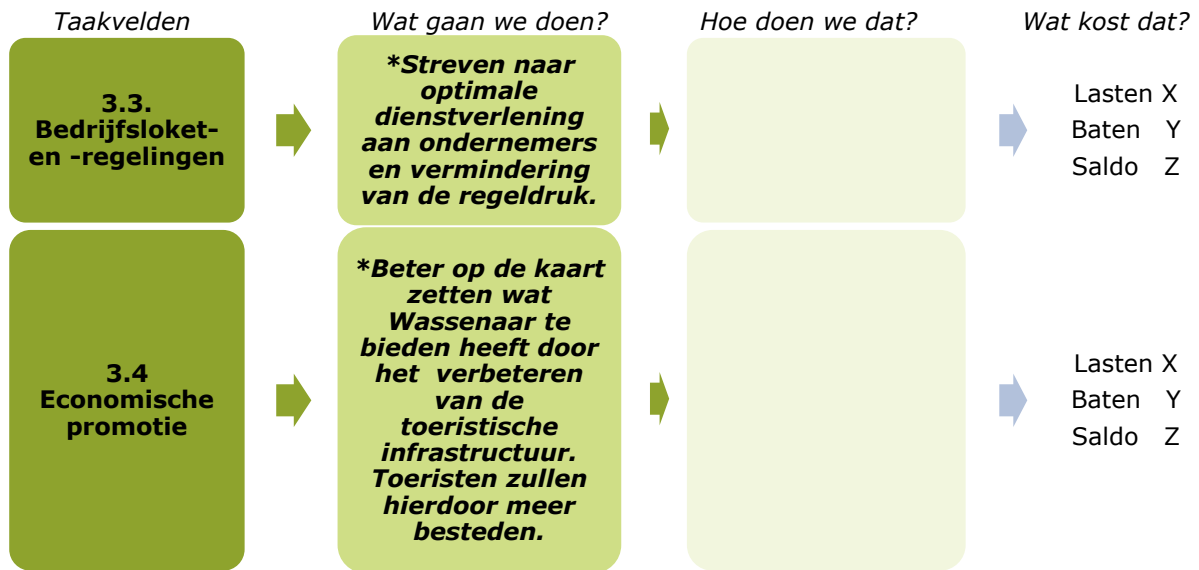 Taakvelden
Wat gaan we doen?
Hoe doen we dat?
Wat kost dat?
3.3.
Bedrijfsloket-
en -regelingen
*Streven naar
optimale
dienstverlening
aan ondernemers
en vermindering
van de regeldruk.
Lasten X
Baten Y
Saldo Z
3.4
Economische
promotie
*Beter op de kaart
zetten wat
Wassenaar te
bieden heeft door
het verbeteren
van de
toeristische
infrastructuur.
Toeristen zullen
hierdoor meer
besteden.
Lasten X
Baten Y
Saldo Z